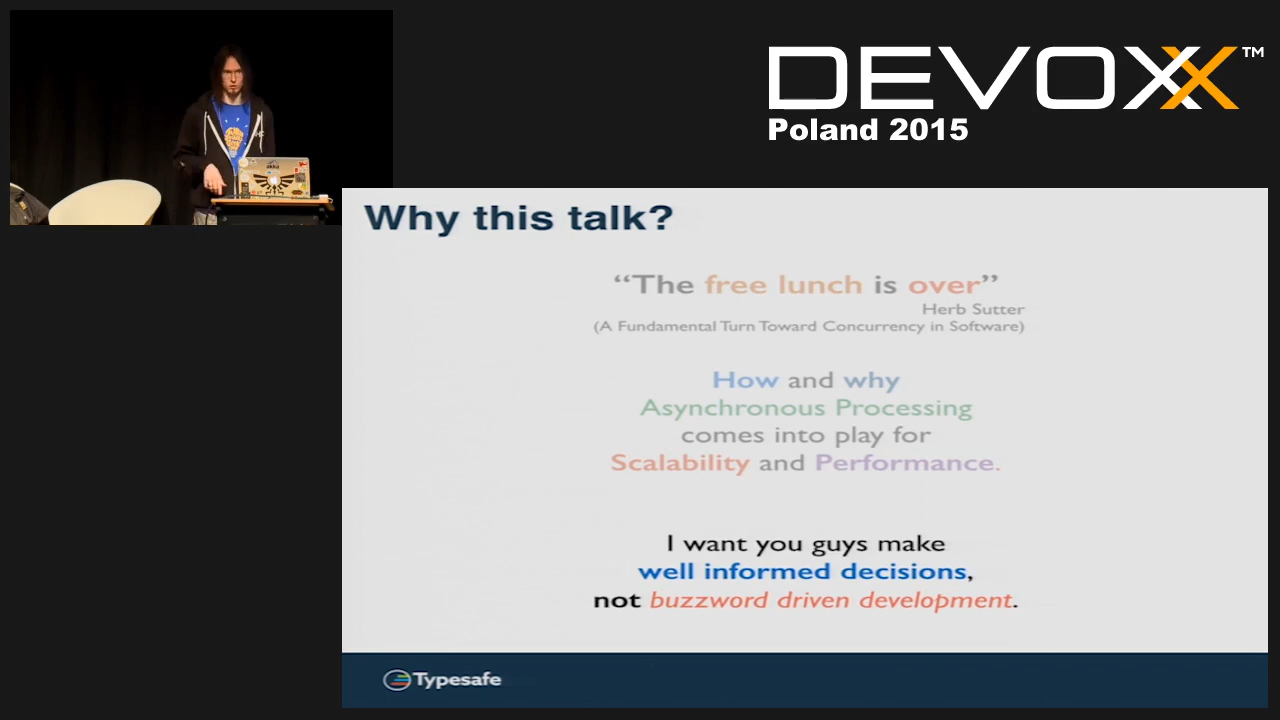 DEVOXX™
Poland 2015
akka
Why this talk?
“The free lunch is over”
Herb Sutter
(A Fundamental Turn Toward Concurrency in Software)
How and why
Asynchronous Processing
comes into play for
Scalability and Performance.
I want you guys make
well informed decisions,
not buzzword driven development.
Typesafe